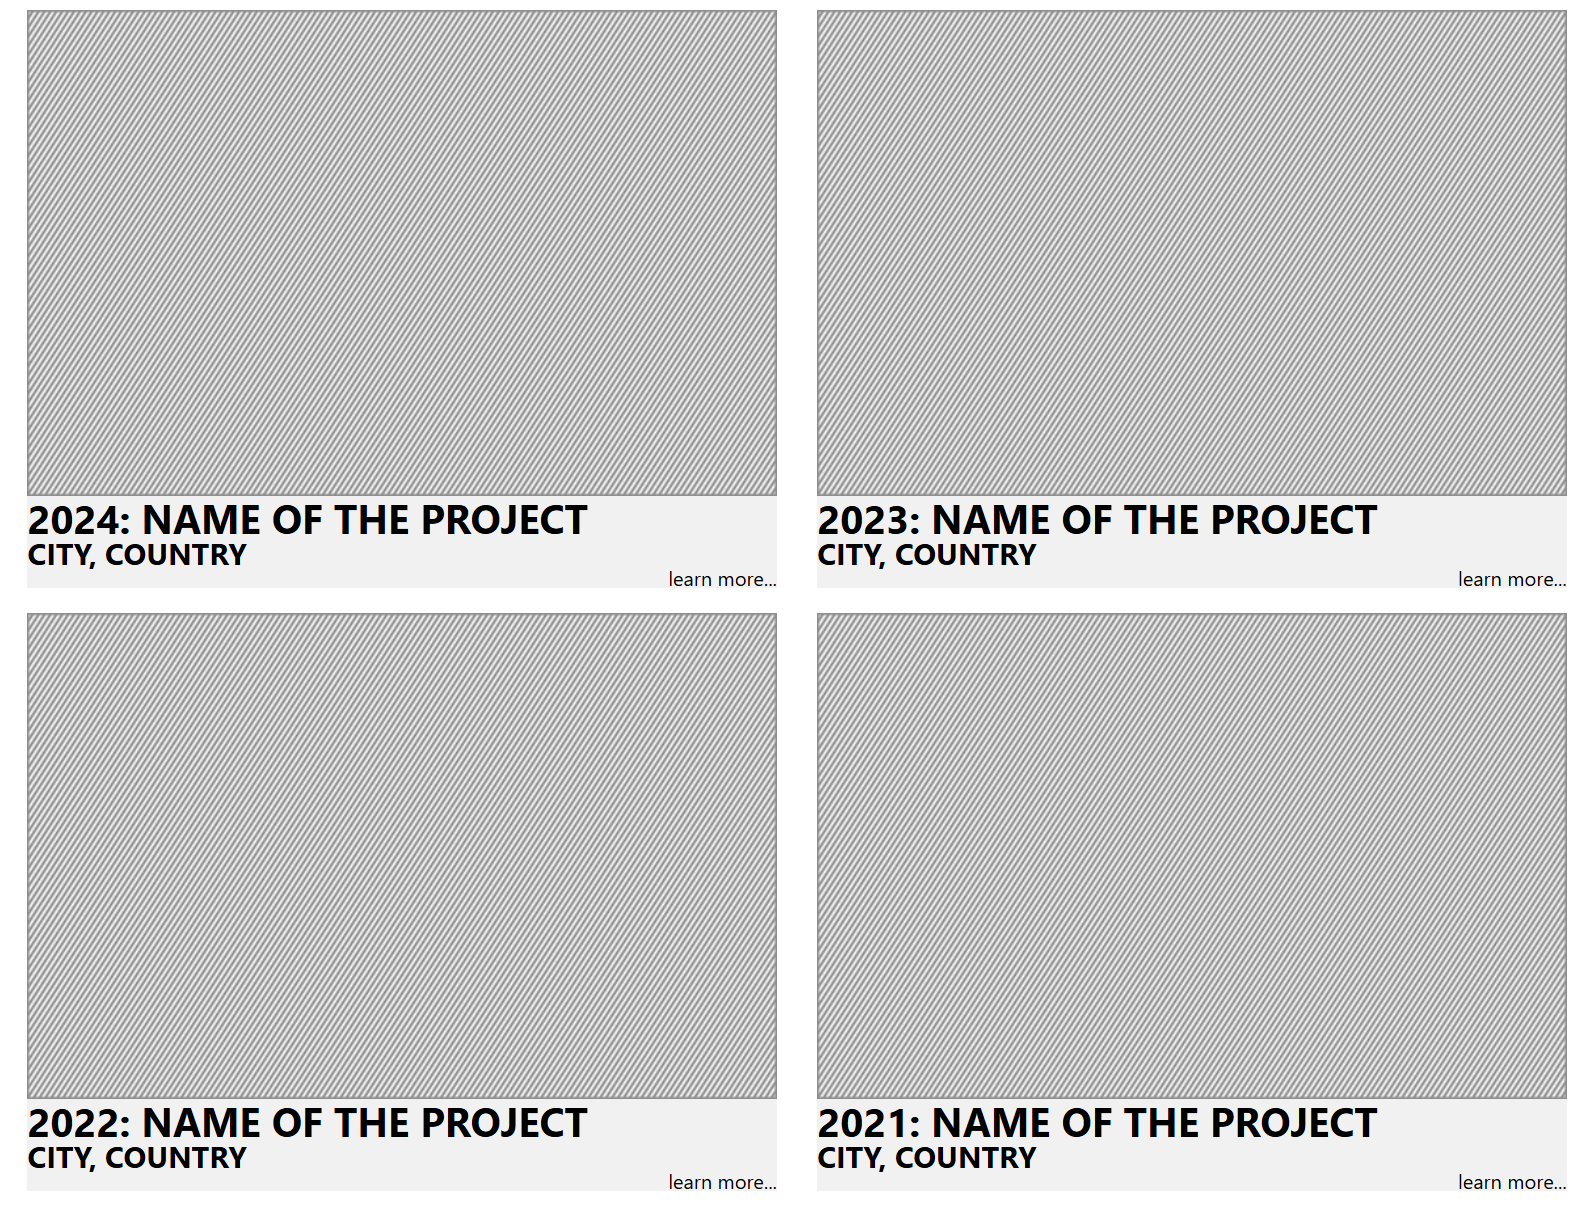 2024: NAME OF THE PROJECT
CITY, COUNTRY
learn more...
2023: NAME OF THE PROJECT
CITY, COUNTRY
learn more...
2022: NAME OF THE PROJECT
CITY, COUNTRY
learn more...
2021: NAME OF THE PROJECT
CITY, COUNTRY
learn more...